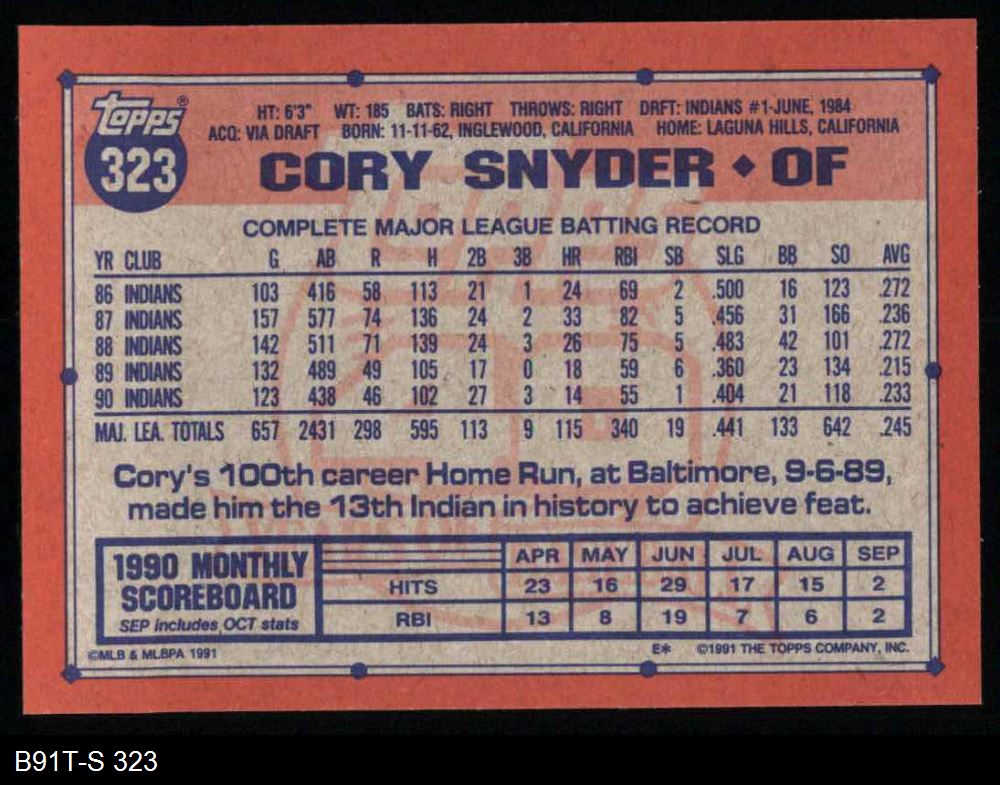 Topps®
323
HT: 6'3" WT: 185 BATS: RIGHT THROWS: RIGHT DRFT: INDIANS #1-JUNE, 1984
ACQ: VIA DRAFT BORN: 11-11-62, INGLEWOOD, CALIFORNIA HOME: LAGUNA HILLS, CALIFORNIA
CORY SNYDER ◆ OF
COMPLETE MAJOR LEAGUE BATTING RECORD
YR CLUB G AB R H 2B 3B HR RBI SB SLG BB SO AVG
86 INDIANS 103 416 58 113 21 1 24 69 2 .500 16 123 .272
87 INDIANS 157 577 74 136 24 2 33 82 5 .456 31 166 .236
88 INDIANS 142 511 71 139 24 3 26 75 5 .483 42 101 .272
89 INDIANS 132 489 49 105 17 0 18 59 6 .360 23 134 .215
90 INDIANS 123 438 46 102 27 3 14 55 1 .404 21 118 .233
MAJ. LEA. TOTALS 657 2431 298 595 113 9 115 340 19 .441 133 642 .245
Cory's 100th career Home Run, at Baltimore, 9-6-89,
made him the 13th Indian in history to achieve feat.
1990 MONTHLY
SCOREBOARD
SEP includes OCT stats
APR MAY JUN JUL AUG SEP
HITS 23 16 29 17 15 2
RBI 13 8 19 7 6 2
©MLB & MLBPA 1991
E* ©1991 THE TOPPS COMPANY, INC.
B91T-S 323